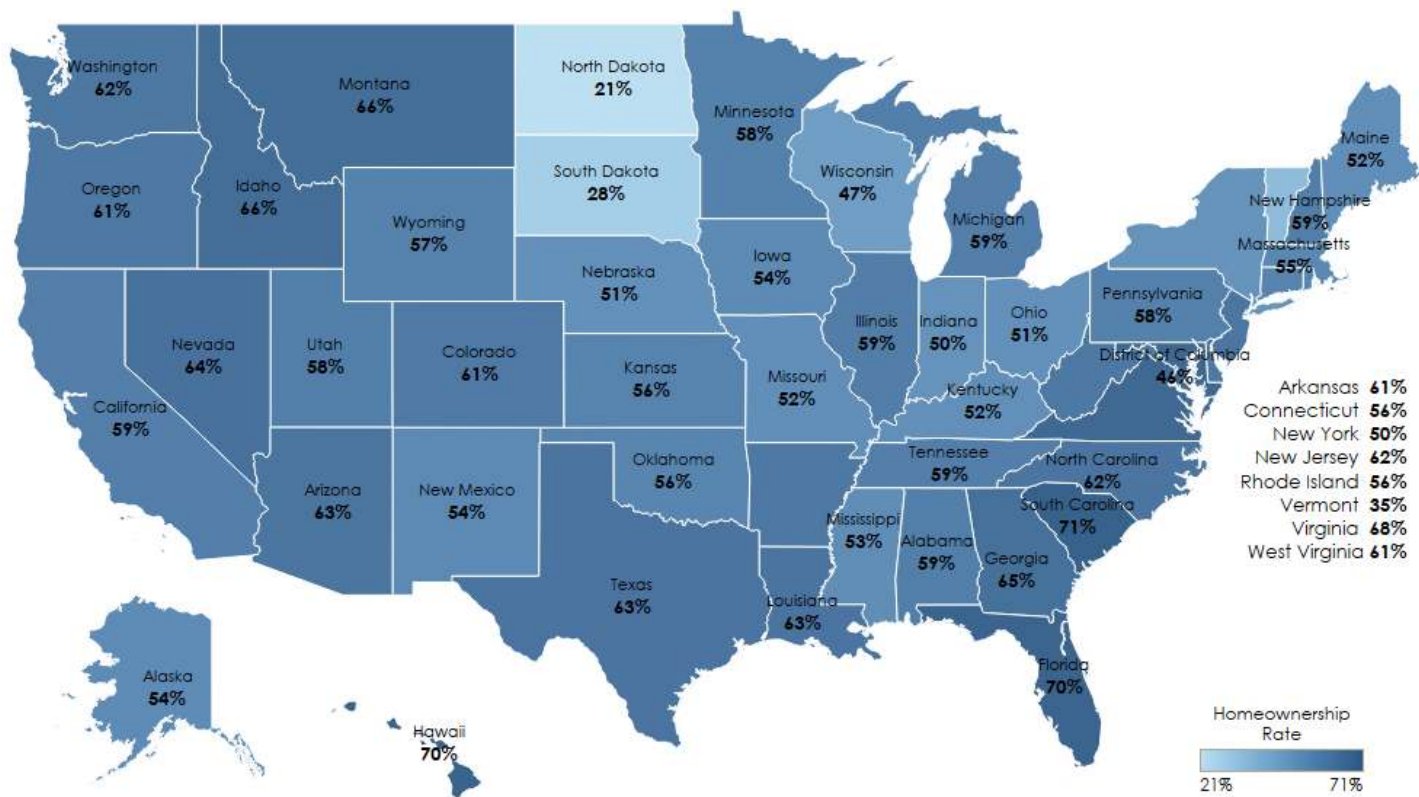 Washington
62%
Montana
66%
North Dakota
21%
Minnesota
58%
Maine
52%
Oregon
61%
Idaho
66%
South Dakota
28%
Wisconsin
47%
Michigan
59%
New Hampshire
59%
Wyoming
57%
Massachusetts
55%
Nebraska
51%
Iowa
54%
Pennsylvania
58%
Nevada
64%
Utah
58%
Colorado
61%
Illinois
59%
Indiana
50%
Ohio
51%
District of Columbia
46%
Kansas
56%
Missouri
52%
Kentucky
52%
California
59%
Arizona
63%
New Mexico
54%
Oklahoma
56%
Tennessee
59%
North Carolina
62%
South Carolina
71%
Mississippi
53%
Alabama
59%
Georgia
65%
Texas
63%
Louisiana
63%
Florida
70%
Alaska
54%
Hawaii
70%
Arkansas 61%
Connecticut 56%
New York 50%
New Jersey 62%
Rhode Island 56%
Vermont 35%
Virginia 68%
West Virginia 61%
Homeownership
Rate
21% 71%